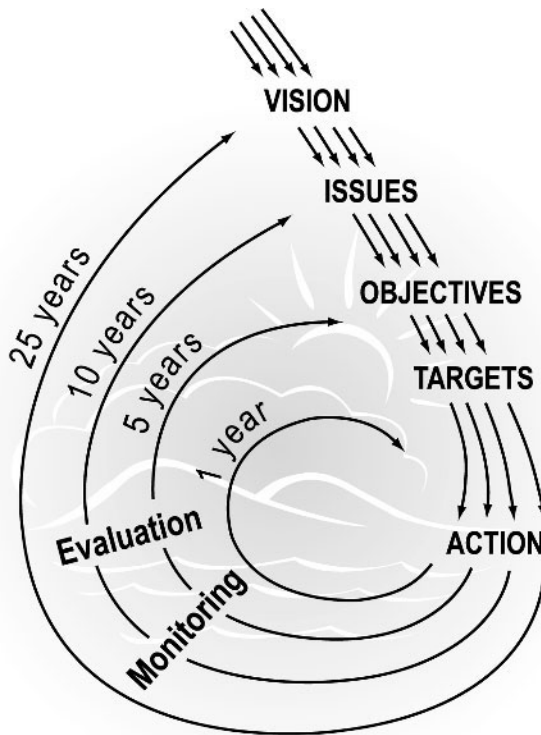 VISION
ISSUES
OBJECTIVES
TARGETS
ACTION
25 years
10 years
5 years
1 year
Evaluation
Monitoring